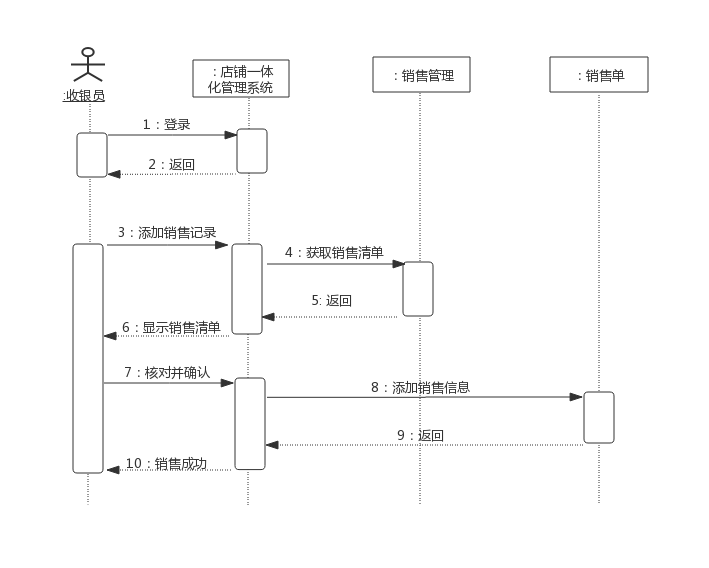 :收银员
：店铺一体
化管理系统
：销售管理
：销售单
1：登录
2：返回
3：添加销售记录
4：获取销售清单
5: 返回
6：显示销售清单
7：核对并确认
8：添加销售信息
9：返回
10：销售成功